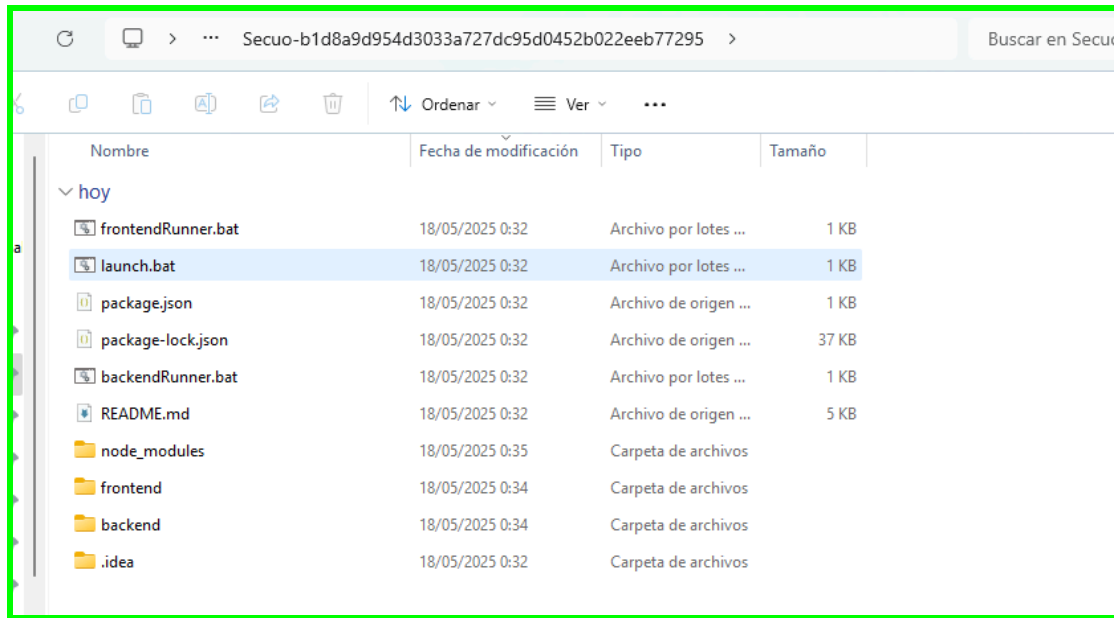 ··· Secuo-b1d8a9d954d3033a727dc95d0452b022eeb77295 > Buscar en Secuo
Ordenar Ver ···
Nombre Fecha de modificación Tipo Tamaño
hoy
frontendRunner.bat 18/05/2025 0:32 Archivo por lotes ... 1 KB
launch.bat 18/05/2025 0:32 Archivo por lotes ... 1 KB
package.json 18/05/2025 0:32 Archivo de origen ... 1 KB
package-lock.json 18/05/2025 0:32 Archivo de origen ... 37 KB
backendRunner.bat 18/05/2025 0:32 Archivo por lotes ... 1 KB
README.md 18/05/2025 0:32 Archivo de origen ... 5 KB
node_modules 18/05/2025 0:35 Carpeta de archivos
frontend 18/05/2025 0:34 Carpeta de archivos
backend 18/05/2025 0:34 Carpeta de archivos
.idea 18/05/2025 0:32 Carpeta de archivos